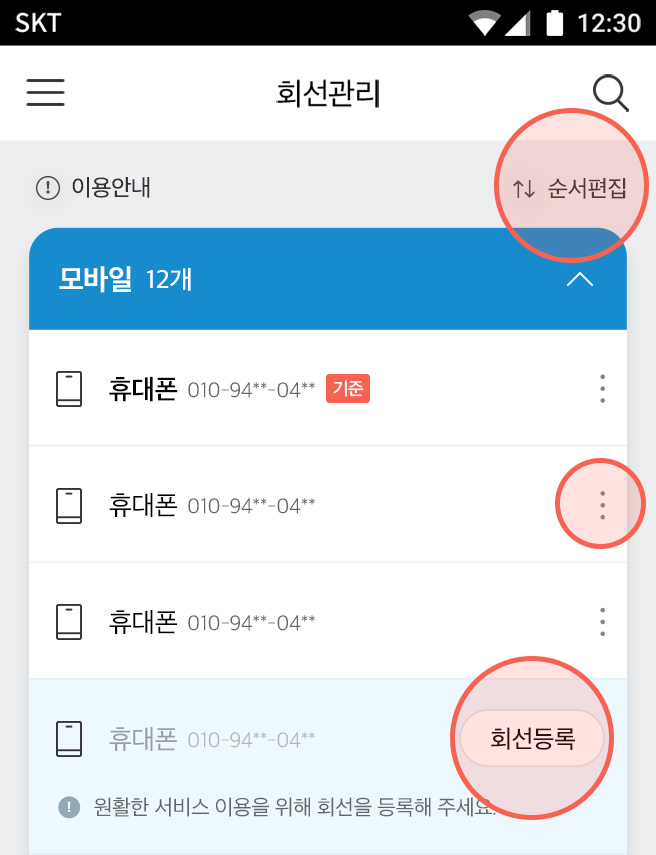 SKT 12:30
회선관리
이용안내 순서편집
모바일 12개
휴대폰 010-94**-04** 기준
휴대폰 010-94**-04**
휴대폰 010-94**-04**
휴대폰 010-94**-04** 회선등록
원활한 서비스 이용을 위해 회선을 등록해 주세요.